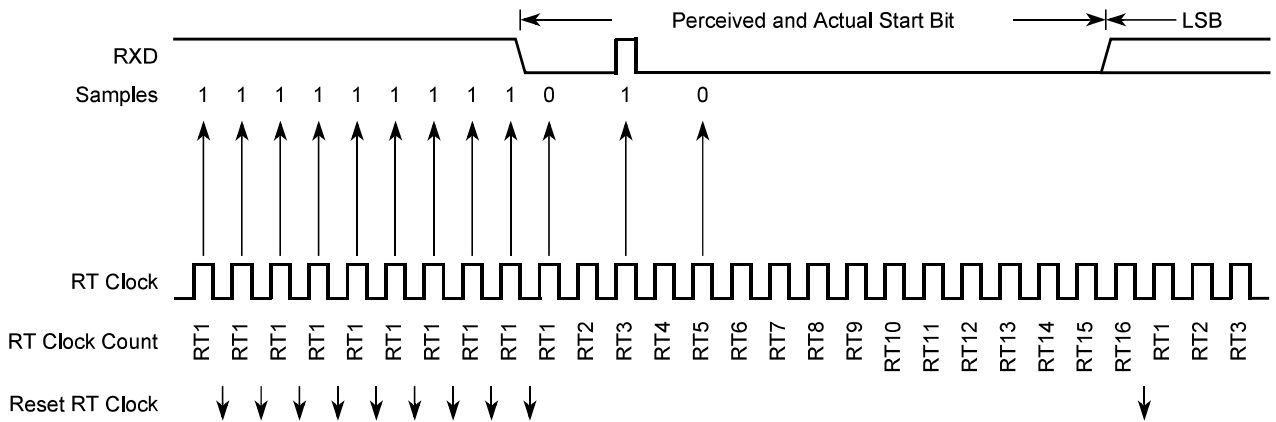 Perceived and Actual Start Bit LSB
RXD
Samples 1 1 1 1 1 1 1 1 1 0 1 0
RT Clock
RT Clock Count RT1 RT1 RT1 RT1 RT1 RT1 RT1 RT1 RT1 RT1 RT2 RT3 RT4 RT5 RT6 RT7 RT8 RT9 RT10 RT11 RT12 RT13 RT14 RT15 RT16 RT1 RT2 RT3
Reset RT Clock